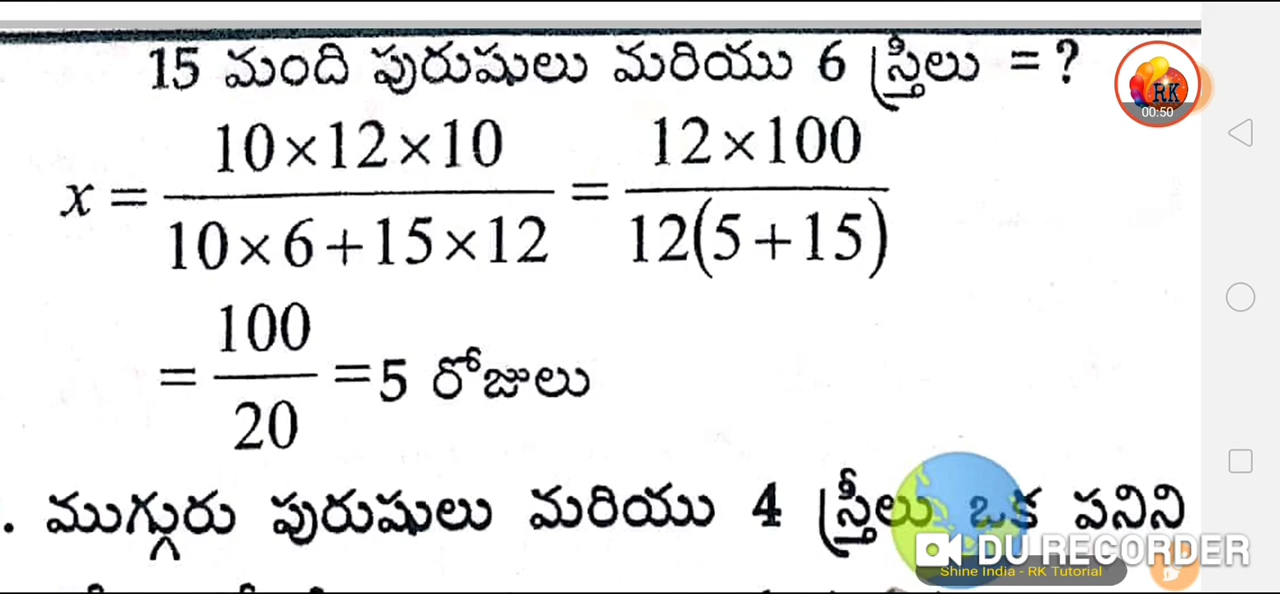 15 మంది పురుషులు మరియు 6 స్త్రీలు = ?
RK
00:50
x = 10×12×10 / 10×6+15×12 = 12×100 / 12(5+15)
= 100 / 20 = 5 రోజులు
. ముగ్గురు పురుషులు మరియు 4 స్త్రీలు ఒక పనిని
DU RECORDER
Shine India - RK Tutorial